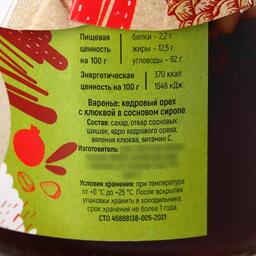 Пищевая белки - 2,2 г
ценность жиры - 12,5 г
на 100 г углеводы - 62 г
Энергетическая 370 ккал
ценность на 100 г 1546 кДж
Варенье: кедровый орех
с клюквой в сосновом сиропе
Состав: сахар, отвар сосновых
шишек, ядро кедрового ореха,
вяленая клюква, витамин С.
Изготовитель:
Условия хранения: при температуре
от +0 °С до +25 °С. После вскрытия
упаковки хранить в холодильнике,
срок хранения не более 1 года.
СТО 45868138-005-2021